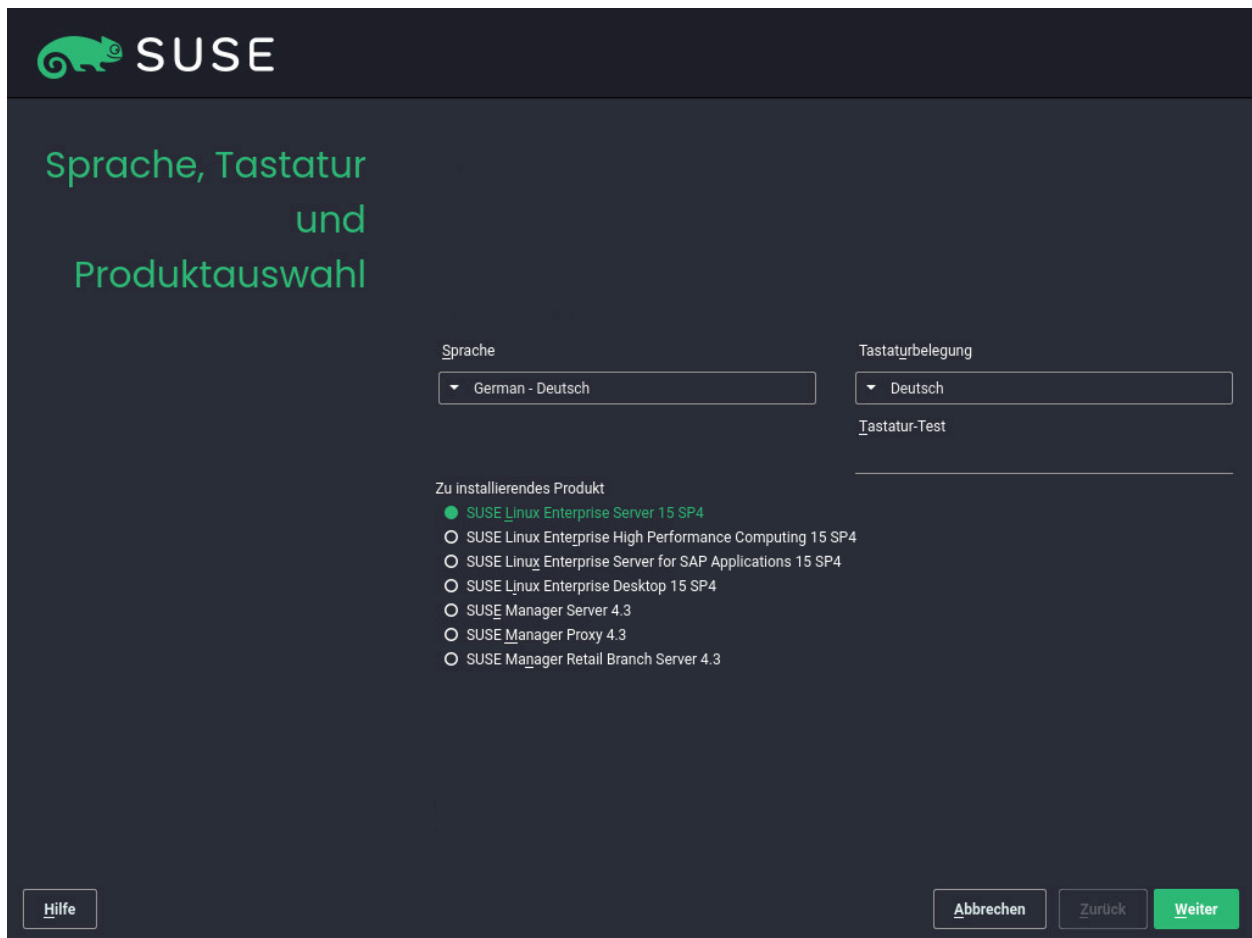 SUSE
Sprache, Tastatur
und
Produktauswahl
Sprache
Tastaturbelegung
German - Deutsch
Deutsch
Tastatur-Test
Zu installierendes Produkt
SUSE Linux Enterprise Server 15 SP4
SUSE Linux Enterprise High Performance Computing 15 SP4
SUSE Linux Enterprise Server for SAP Applications 15 SP4
SUSE Linux Enterprise Desktop 15 SP4
SUSE Manager Server 4.3
SUSE Manager Proxy 4.3
SUSE Manager Retail Branch Server 4.3
Hilfe
Abbrechen
Zurück
Weiter